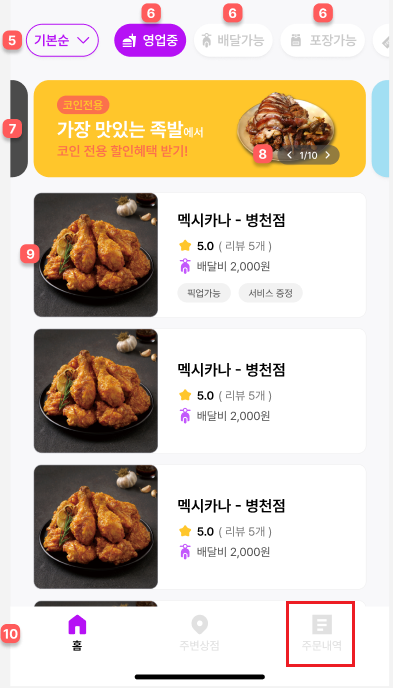 6
6
6
5
기본순
영업중
배달가능
포장가능
7
코인전용
가장 맛있는 족발에서
코인 전용 할인혜택 받기!
8
1/10
9
멕시카나 - 병천점
5.0 ( 리뷰 5개 )
배달비 2,000원
픽업가능
서비스 증정
멕시카나 - 병천점
5.0 ( 리뷰 5개 )
배달비 2,000원
멕시카나 - 병천점
5.0 ( 리뷰 5개 )
배달비 2,000원
10
홈
주변상점
주문내역